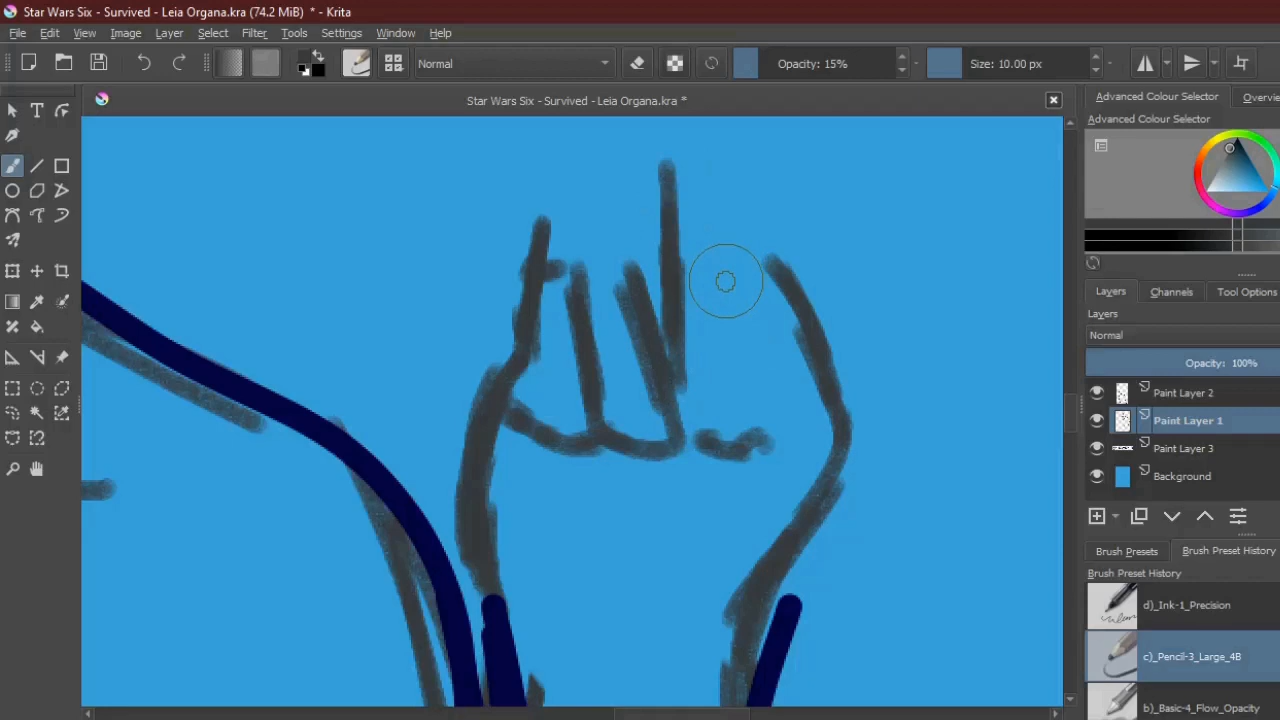 Star Wars Six - Survived - Leia Organa.kra (74.2 MiB) * - Krita
File Edit View Image Layer Select Filter Tools Settings Window Help
Normal Opacity: 15% Size: 10.00 px
Star Wars Six - Survived - Leia Organa.kra *
Advanced Colour Selector Overvie
Advanced Colour Selector
Layers Channels Tool Options
Layers
Normal
Opacity: 100%
Paint Layer 2
Paint Layer 1
Paint Layer 3
Background
Brush Presets Brush Preset History
Brush Preset History
d)_Ink-1_Precision
c)_Pencil-3_Large_4B
b)_Basic-4_Flow_Opacity